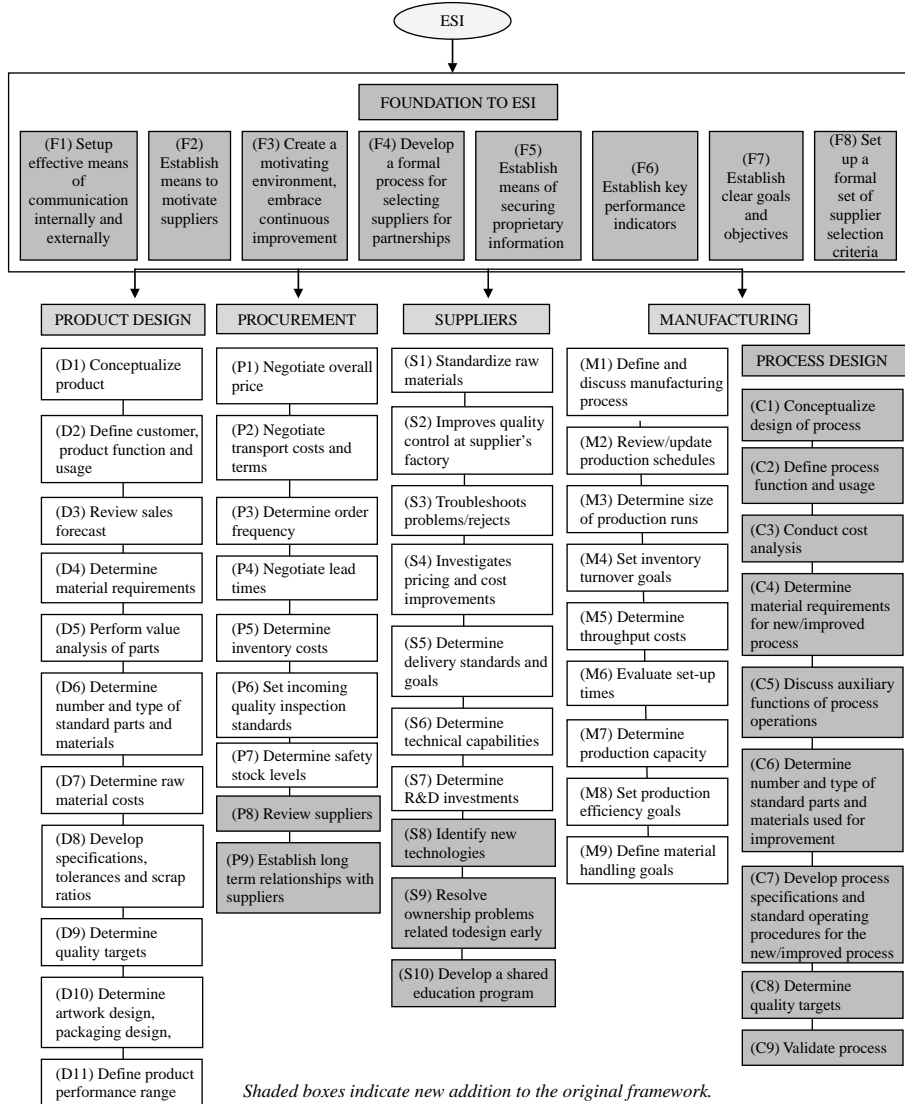 ESI
FOUNDATION TO ESI
(F1) Setup
effective means
of
communication
internally and
externally
(F2)
Establish
means to
motivate
suppliers
(F3) Create a
motivating
environment,
embrace
continuous
improvement
(F4) Develop
a formal
process for
selecting
suppliers for
partnerships
(F5)
Establish
means of
securing
proprietary
information
(F6)
Establish key
performance
indicators
(F7)
Establish
clear goals
and
objectives
(F8) Set
up a
formal
set of
supplier
selection
criteria
PRODUCT DESIGN
(D1) Conceptualize
product
(D2) Define customer,
product function and
usage
(D3) Review sales
forecast
(D4) Determine
material requirements
(D5) Perform value
analysis of parts
(D6) Determine
number and type of
standard parts and
materials
(D7) Determine raw
material costs
(D8) Develop
specifications,
tolerances and scrap
ratios
(D9) Determine
quality targets
(D10) Determine
artwork design,
packaging design,
(D11) Define product
performance range
PROCUREMENT
(P1) Negotiate overall
price
(P2) Negotiate
transport costs and
terms
(P3) Determine order
frequency
(P4) Negotiate lead
times
(P5) Determine
inventory costs
(P6) Set incoming
quality inspection
standards
(P7) Determine safety
stock levels
(P8) Review suppliers
(P9) Establish long
term relationships with
suppliers
SUPPLIERS
(S1) Standardize raw
materials
(S2) Improves quality
control at supplier's
factory
(S3) Troubleshoots
problems/rejects
(S4) Investigates
pricing and cost
improvements
(S5) Determine
delivery standards and
goals
(S6) Determine
technical capabilities
(S7) Determine
R&D investments
(S8) Identify new
technologies
(S9) Resolve
ownership problems
related todesign early
(S10) Develop a shared
education program
MANUFACTURING
(M1) Define and
discuss manufacturing
process
(M2) Review/update
production schedules
(M3) Determine size
of production runs
(M4) Set inventory
turnover goals
(M5) Determine
throughput costs
(M6) Evaluate set-up
times
(M7) Determine
production capacity
(M8) Set production
efficiency goals
(M9) Define material
handling goals
PROCESS DESIGN
(C1) Conceptualize
design of process
(C2) Define process
function and usage
(C3) Conduct cost
analysis
(C4) Determine
material requirements
for new/improved
process
(C5) Discuss auxiliary
functions of process
operations
(C6) Determine
number and type of
standard parts and
materials used for
improvement
(C7) Develop process
specifications and
standard operating
procedures for the
new/improved process
(C8) Determine
quality targets
(C9) Validate process
Shaded boxes indicate new addition to the original framework.